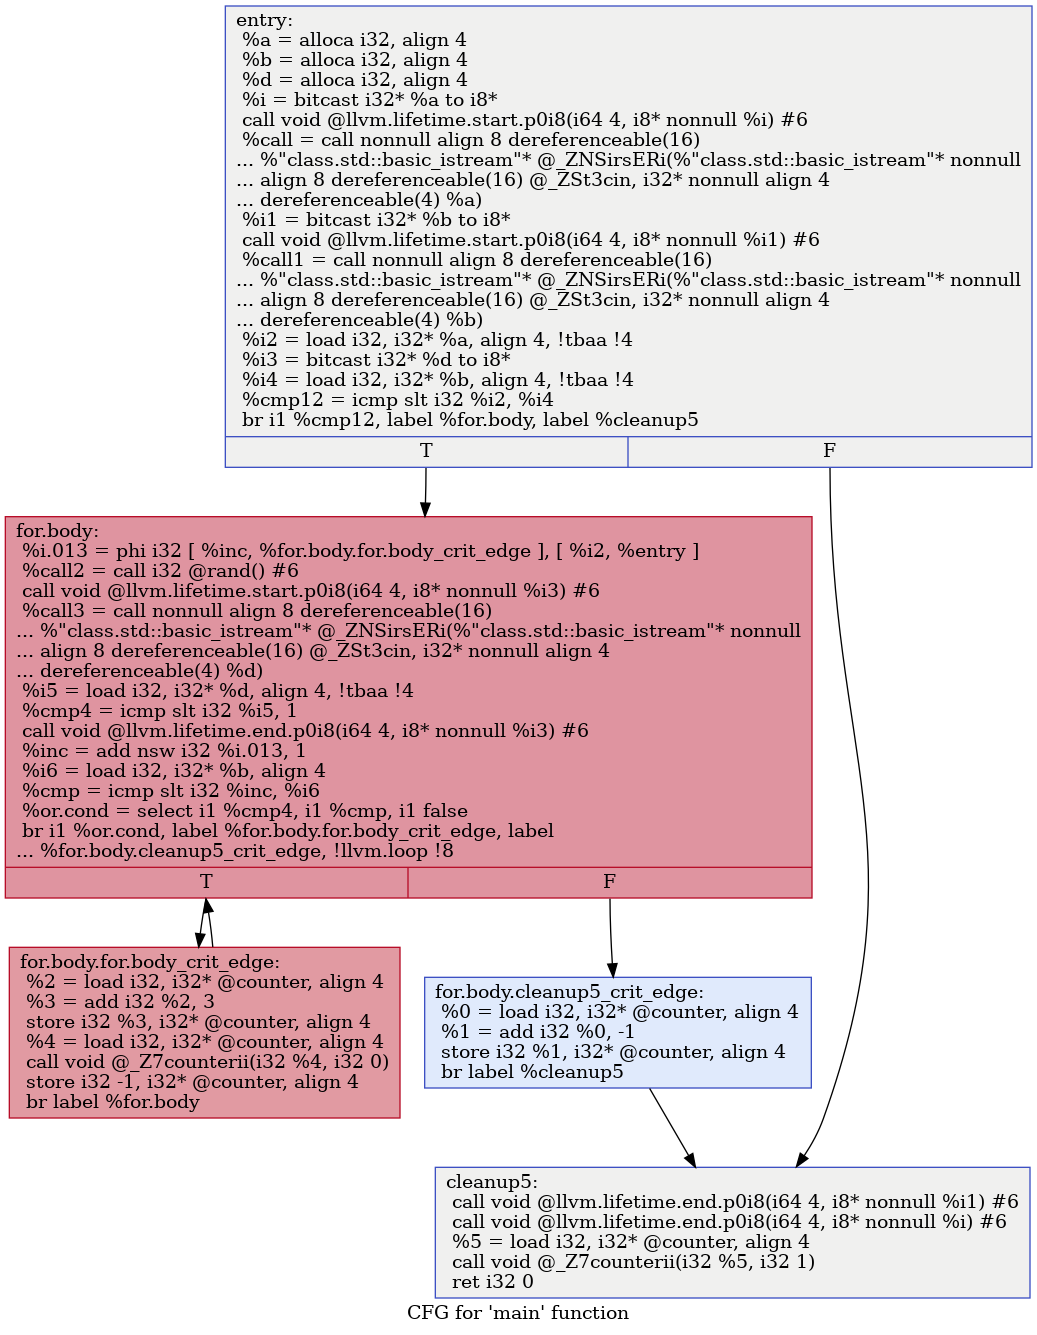 entry:
%a = alloca i32, align 4
%b = alloca i32, align 4
%d = alloca i32, align 4
%i = bitcast i32* %a to i8*
call void @llvm.lifetime.start.p0i8(i64 4, i8* nonnull %i) #6
%call = call nonnull align 8 dereferenceable(16)
... %"class.std::basic_istream"* @_ZNSirsERi(%"class.std::basic_istream"* nonnull
... align 8 dereferenceable(16) @_ZSt3cin, i32* nonnull align 4
... dereferenceable(4) %a)
%i1 = bitcast i32* %b to i8*
call void @llvm.lifetime.start.p0i8(i64 4, i8* nonnull %i1) #6
%call1 = call nonnull align 8 dereferenceable(16)
... %"class.std::basic_istream"* @_ZNSirsERi(%"class.std::basic_istream"* nonnull
... align 8 dereferenceable(16) @_ZSt3cin, i32* nonnull align 4
... dereferenceable(4) %b)
%i2 = load i32, i32* %a, align 4, !tbaa !4
%i3 = bitcast i32* %d to i8*
%i4 = load i32, i32* %b, align 4, !tbaa !4
%cmp12 = icmp slt i32 %i2, %i4
br i1 %cmp12, label %for.body, label %cleanup5
T
F
for.body:
%i.013 = phi i32 [ %inc, %for.body.for.body_crit_edge ], [ %i2, %entry ]
%call2 = call i32 @rand() #6
call void @llvm.lifetime.start.p0i8(i64 4, i8* nonnull %i3) #6
%call3 = call nonnull align 8 dereferenceable(16)
... %"class.std::basic_istream"* @_ZNSirsERi(%"class.std::basic_istream"* nonnull
... align 8 dereferenceable(16) @_ZSt3cin, i32* nonnull align 4
... dereferenceable(4) %d)
%i5 = load i32, i32* %d, align 4, !tbaa !4
%cmp4 = icmp slt i32 %i5, 1
call void @llvm.lifetime.end.p0i8(i64 4, i8* nonnull %i3) #6
%inc = add nsw i32 %i.013, 1
%i6 = load i32, i32* %b, align 4
%cmp = icmp slt i32 %inc, %i6
%or.cond = select i1 %cmp4, i1 %cmp, i1 false
br i1 %or.cond, label %for.body.for.body_crit_edge, label
... %for.body.cleanup5_crit_edge, !llvm.loop !8
T
F
for.body.for.body_crit_edge:
%2 = load i32, i32* @counter, align 4
%3 = add i32 %2, 3
store i32 %3, i32* @counter, align 4
%4 = load i32, i32* @counter, align 4
call void @_Z7counterii(i32 %4, i32 0)
store i32 -1, i32* @counter, align 4
br label %for.body
for.body.cleanup5_crit_edge:
%0 = load i32, i32* @counter, align 4
%1 = add i32 %0, -1
store i32 %1, i32* @counter, align 4
br label %cleanup5
cleanup5:
call void @llvm.lifetime.end.p0i8(i64 4, i8* nonnull %i1) #6
call void @llvm.lifetime.end.p0i8(i64 4, i8* nonnull %i) #6
%5 = load i32, i32* @counter, align 4
call void @_Z7counterii(i32 %5, i32 1)
ret i32 0
CFG for 'main' function